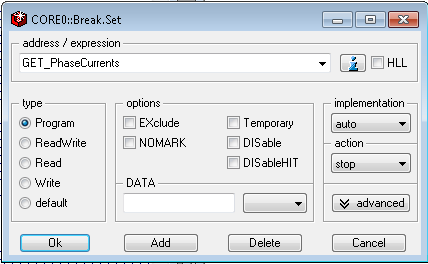 CORE0::Break.Set
address / expression
GET_PhaseCurrents
i
HLL
type
Program
ReadWrite
Read
Write
default
options
EXclude
NOMARK
Temporary
DISable
DISableHIT
DATA
implementation
auto
action
stop
advanced
Ok
Add
Delete
Cancel